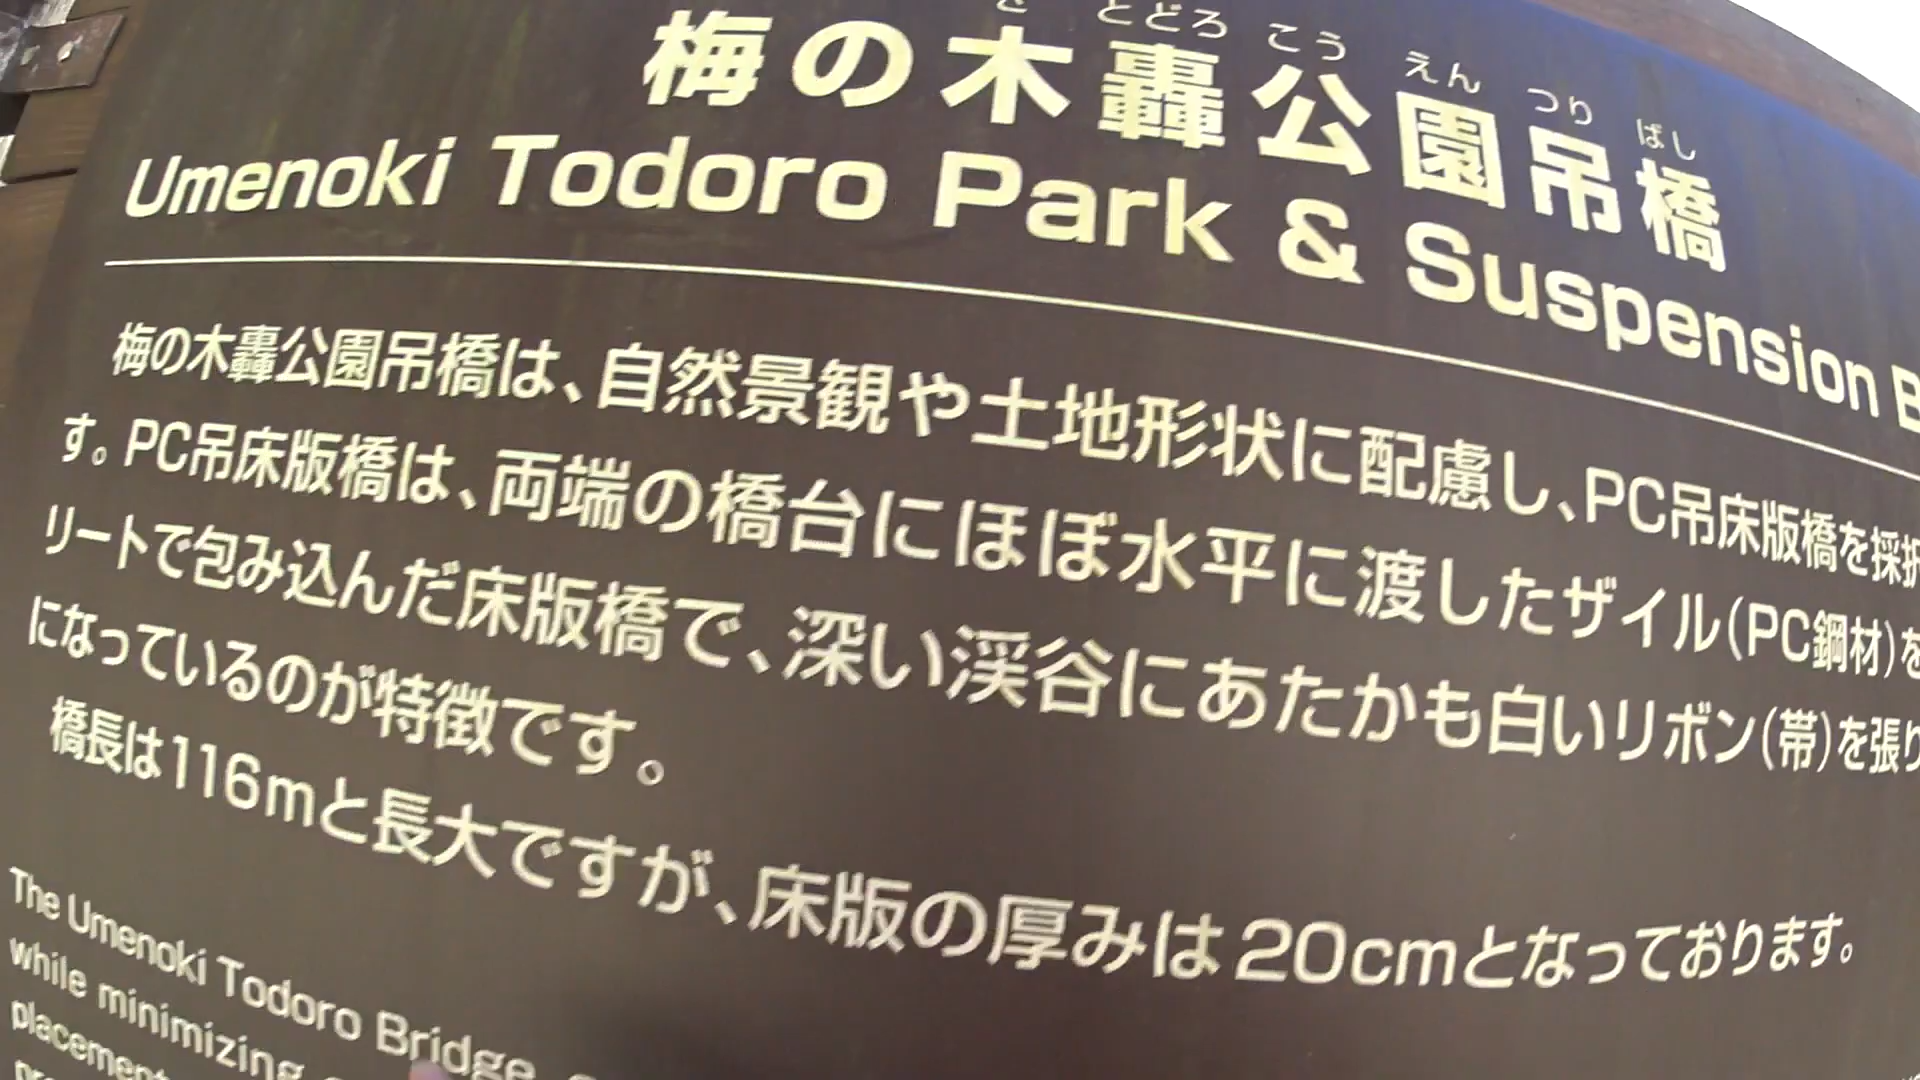 とどろ こう えん つり ばし
梅の木轟公園吊橋
Umenoki Todoro Park & Suspension B
梅の木轟公園吊橋は、自然景観や土地形状に配慮し、PC吊床版橋を採択
す。PC吊床版橋は、両端の橋台にほぼ水平に渡したザイル(PC鋼材)を
リートで包み込んだ床版橋で、深い渓谷にあたかも白いリボン(帯)を張り
になっているのが特徴です。
橋長は116mと長大ですが、床版の厚みは20cmとなっております。
The Umenoki Todoro Bridge
while minimizing
placement